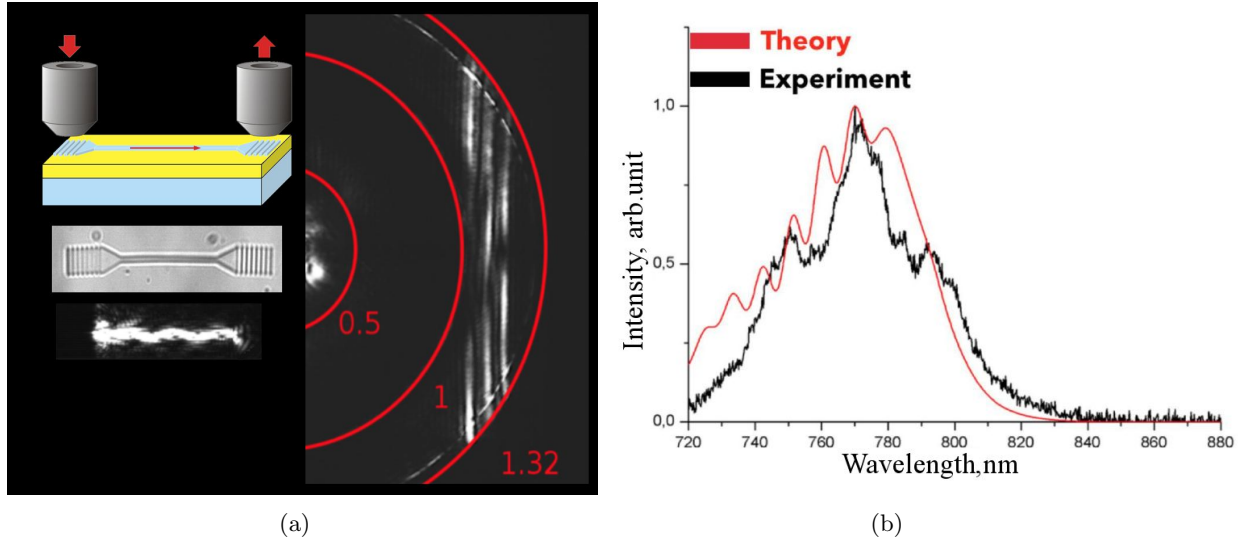 0.5
1
1.32
(a)
Theory
Experiment
Intensity, arb.unit
1,0
0,5
0,0
720 740 760 780 800 820 840 860 880
Wavelength,nm
(b)